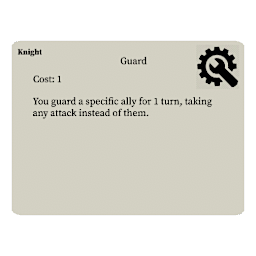 Knight
Guard
Cost: 1
You guard a specific ally for 1 turn, taking
any attack instead of them.